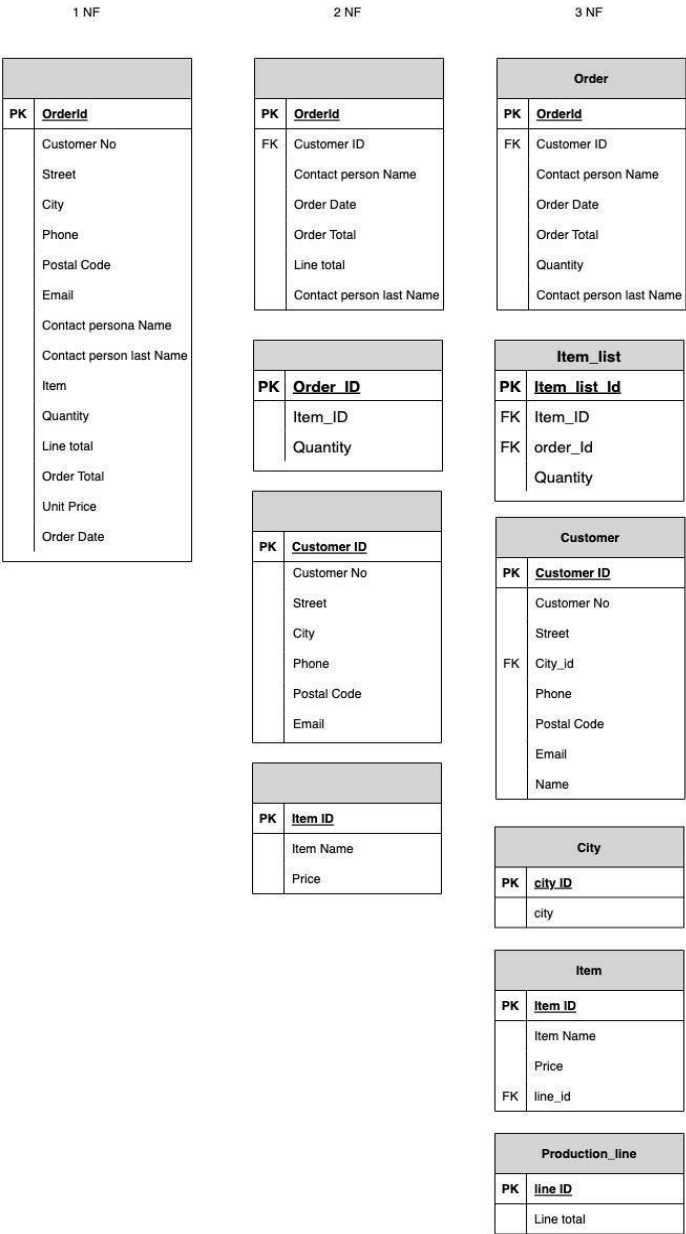 1 NF
PK OrderId
Customer No
Street
City
Phone
Postal Code
Email
Contact persona Name
Contact person last Name
Item
Quantity
Line total
Order Total
Unit Price
Order Date
2 NF
PK OrderId
FK Customer ID
Contact person Name
Order Date
Order Total
Line total
Contact person last Name
PK Order_ID
Item_ID
Quantity
PK Customer ID
Customer No
Street
City
Phone
Postal Code
Email
PK Item ID
Item Name
Price
3 NF
Order
PK OrderId
FK Customer ID
Contact person Name
Order Date
Order Total
Quantity
Contact person last Name
Item_list
PK Item_list_Id
FK Item_ID
FK order_Id
Quantity
Customer
PK Customer ID
Customer No
Street
FK City_id
Phone
Postal Code
Email
Name
City
PK city ID
city
Item
PK Item ID
Item Name
Price
FK line_id
Production_line
PK line ID
Line total